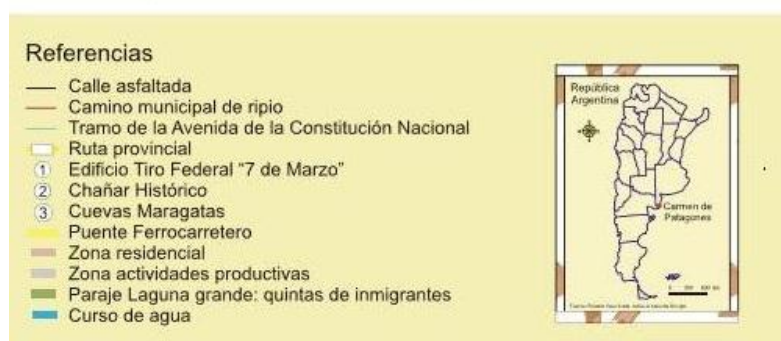 Referencias
Calle asfaltada
Camino municipal de ripio
Tramo de la Avenida de la Constitución Nacional
Ruta provincial
1 Edificio Tiro Federal "7 de Marzo"
2 Chañar Histórico
3 Cuevas Maragatas
Puente Ferrocarretero
Zona residencial
Zona actividades productivas
Paraje Laguna grande: quintas de inmigrantes
Curso de agua
República
Argentina
Carmen de
Patagones